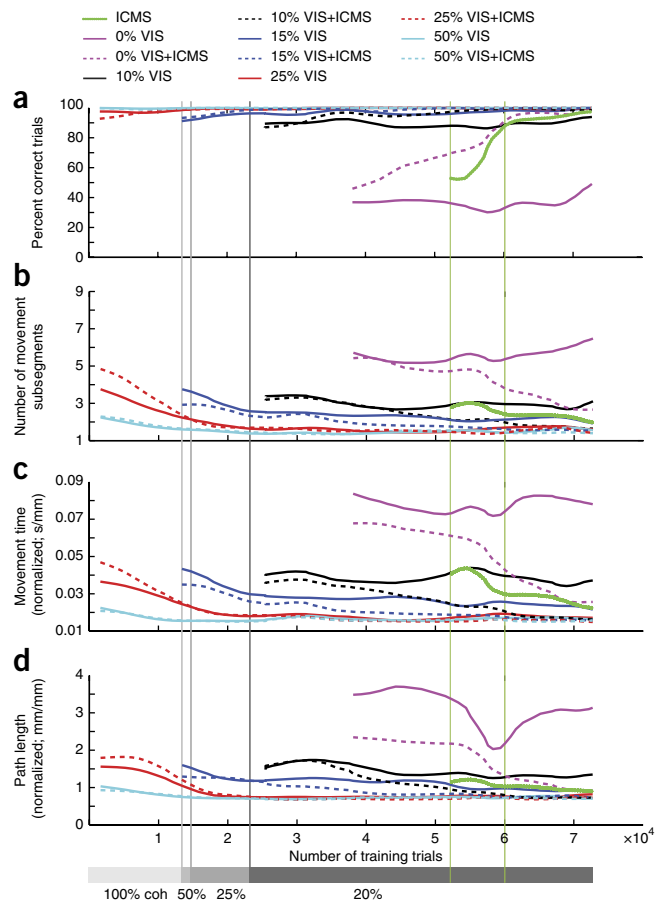 ICMS
0% VIS
0% VIS+ICMS
10% VIS
10% VIS+ICMS
15% VIS
15% VIS+ICMS
25% VIS
25% VIS+ICMS
50% VIS
50% VIS+ICMS
a
Percent correct trials
100
80
60
40
20
0
b
Number of movement
subsegments
9
7
5
3
1
c
Movement time
(normalized; s/mm)
0.09
0.07
0.05
0.03
0.01
d
Path length
(normalized; mm/mm)
4
3
2
1
0
0 1 2 3 4 5 6 7 ×10⁴
Number of training trials
100% coh 50% 25% 20%